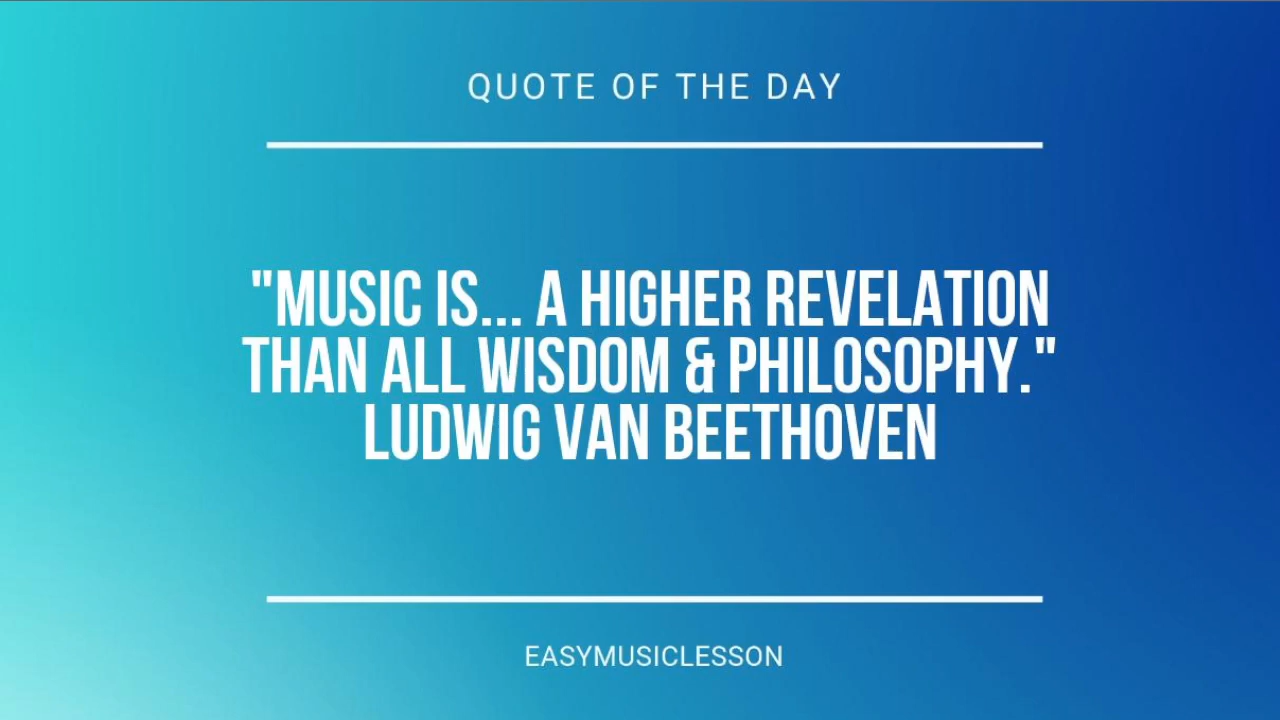 QUOTE OF THE DAY
"MUSIC IS... A HIGHER REVELATION
THAN ALL WISDOM & PHILOSOPHY."
LUDWIG VAN BEETHOVEN
EASYMUSICLESSON